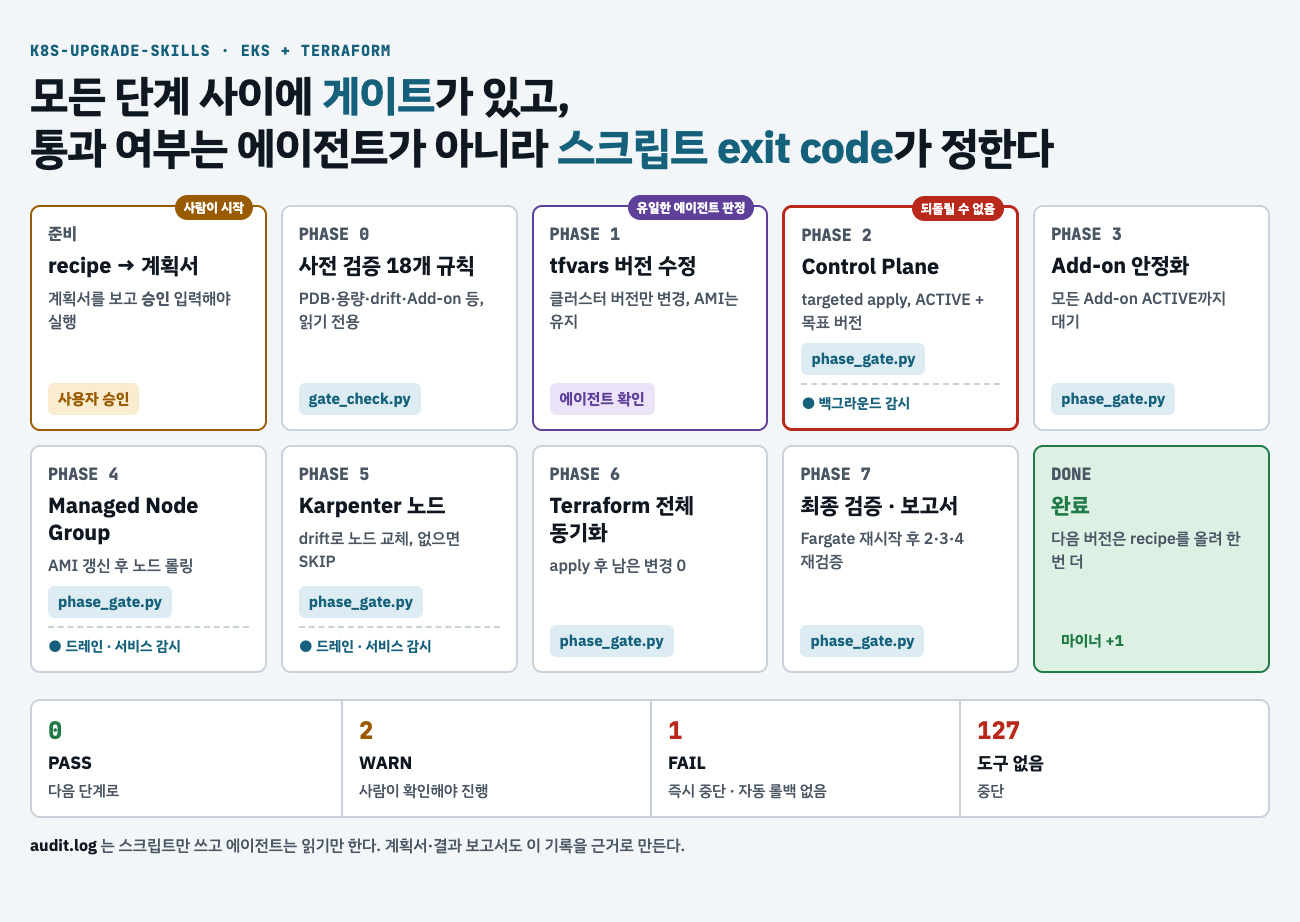 K8S-UPGRADE-SKILLS · EKS + TERRAFORM
모든 단계 사이에 게이트가 있고,
통과 여부는 에이전트가 아니라 스크립트 exit code가 정한다
사람이 시작
준비
recipe → 계획서
계획서를 보고 승인 입력해야
실행
사용자 승인
PHASE 0
사전 검증 18개 규칙
PDB·용량·drift·Add-on 등,
읽기 전용
gate_check.py
유일한 에이전트 판정
PHASE 1
tfvars 버전 수정
클러스터 버전만 변경, AMI는
유지
에이전트 확인
되돌릴 수 없음
PHASE 2
Control Plane
targeted apply, ACTIVE +
목표 버전
phase_gate.py
● 백그라운드 감시
PHASE 3
Add-on 안정화
모든 Add-on ACTIVE까지
대기
phase_gate.py
PHASE 4
Managed Node
Group
AMI 갱신 후 노드 롤링
phase_gate.py
● 드레인 · 서비스 감시
PHASE 5
Karpenter 노드
drift로 노드 교체, 없으면
SKIP
phase_gate.py
● 드레인 · 서비스 감시
PHASE 6
Terraform 전체
동기화
apply 후 남은 변경 0
phase_gate.py
PHASE 7
최종 검증 · 보고서
Fargate 재시작 후 2·3·4
재검증
phase_gate.py
DONE
완료
다음 버전은 recipe를 올려 한
번 더
마이너 +1
0
PASS
다음 단계로
2
WARN
사람이 확인해야 진행
1
FAIL
즉시 중단 · 자동 롤백 없음
127
도구 없음
중단
audit.log 는 스크립트만 쓰고 에이전트는 읽기만 한다. 계획서·결과 보고서도 이 기록을 근거로 만든다.